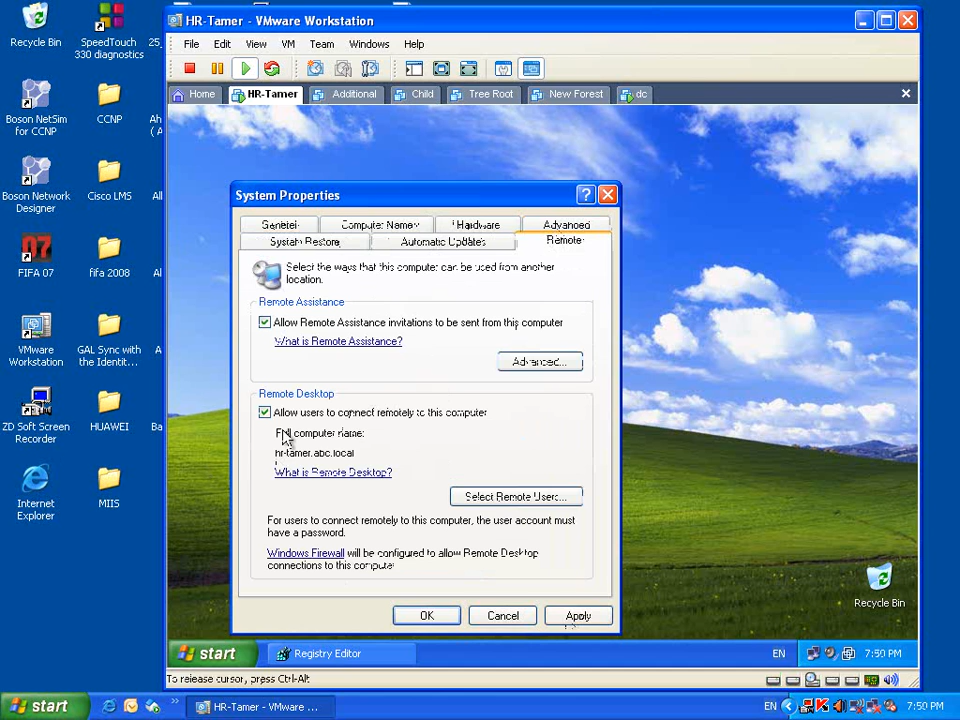 HR-Tamer - VMware Workstation
File Edit View VM Team Windows Help
Home HR-Tamer Additional Child Tree Root New Forest dc
Recycle Bin
SpeedTouch
330 diagnostics
25_
Boson NetSim
for CCNP
CCNP
Ah
( A
Boson Network
Designer
Cisco LMS
All
07
FIFA 07
fifa 2008
Al
VMware
Workstation
GAL Sync with
the Identit...
A
ZD Soft Screen
Recorder
HUAWEI
Ba
Internet
Explorer
MIIS
System Properties
General Computer Name Hardware Advanced
System Restore Automatic Updates Remote
Select the ways that this computer can be used from another
location.
Remote Assistance
Allow Remote Assistance invitations to be sent from this computer
What is Remote Assistance?
Advanced...
Remote Desktop
Allow users to connect remotely to this computer
Full computer name:
hr-tamer.abc.local
What is Remote Desktop?
Select Remote Users...
For users to connect remotely to this computer, the user account must
have a password.
Windows Firewall will be configured to allow Remote Desktop
connections to this computer
OK Cancel Apply
Recycle Bin
start Registry Editor EN 7:50 PM
To release cursor, press Ctrl-Alt
start HR-Tamer - VMware ... EN 7:50 PM